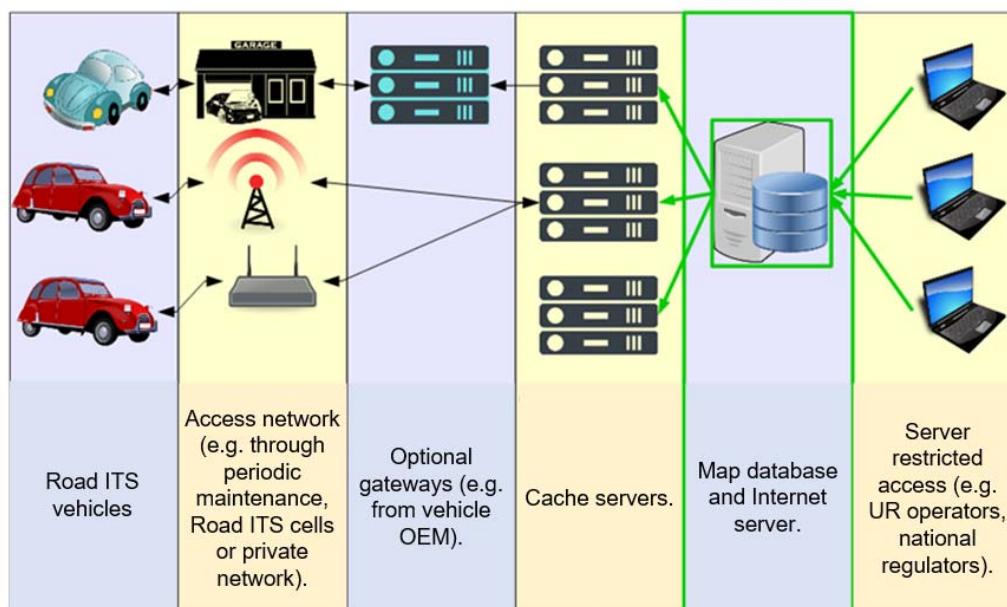 GARAGE
Road ITS
vehicles
Access network
(e.g. through
periodic
maintenance,
Road ITS cells
or private
network).
Optional
gateways (e.g.
from vehicle
OEM).
Cache servers.
Map database
and Internet
server.
Server
restricted
access (e.g.
UR operators,
national
regulators).